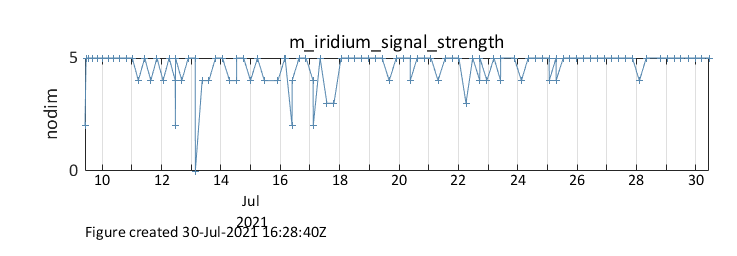 m_iridium_signal_strength
5
nodim
0
10 12 14 16 18 20 22 24 26 28 30
Jul
2021
Figure created 30-Jul-2021 16:28:40Z